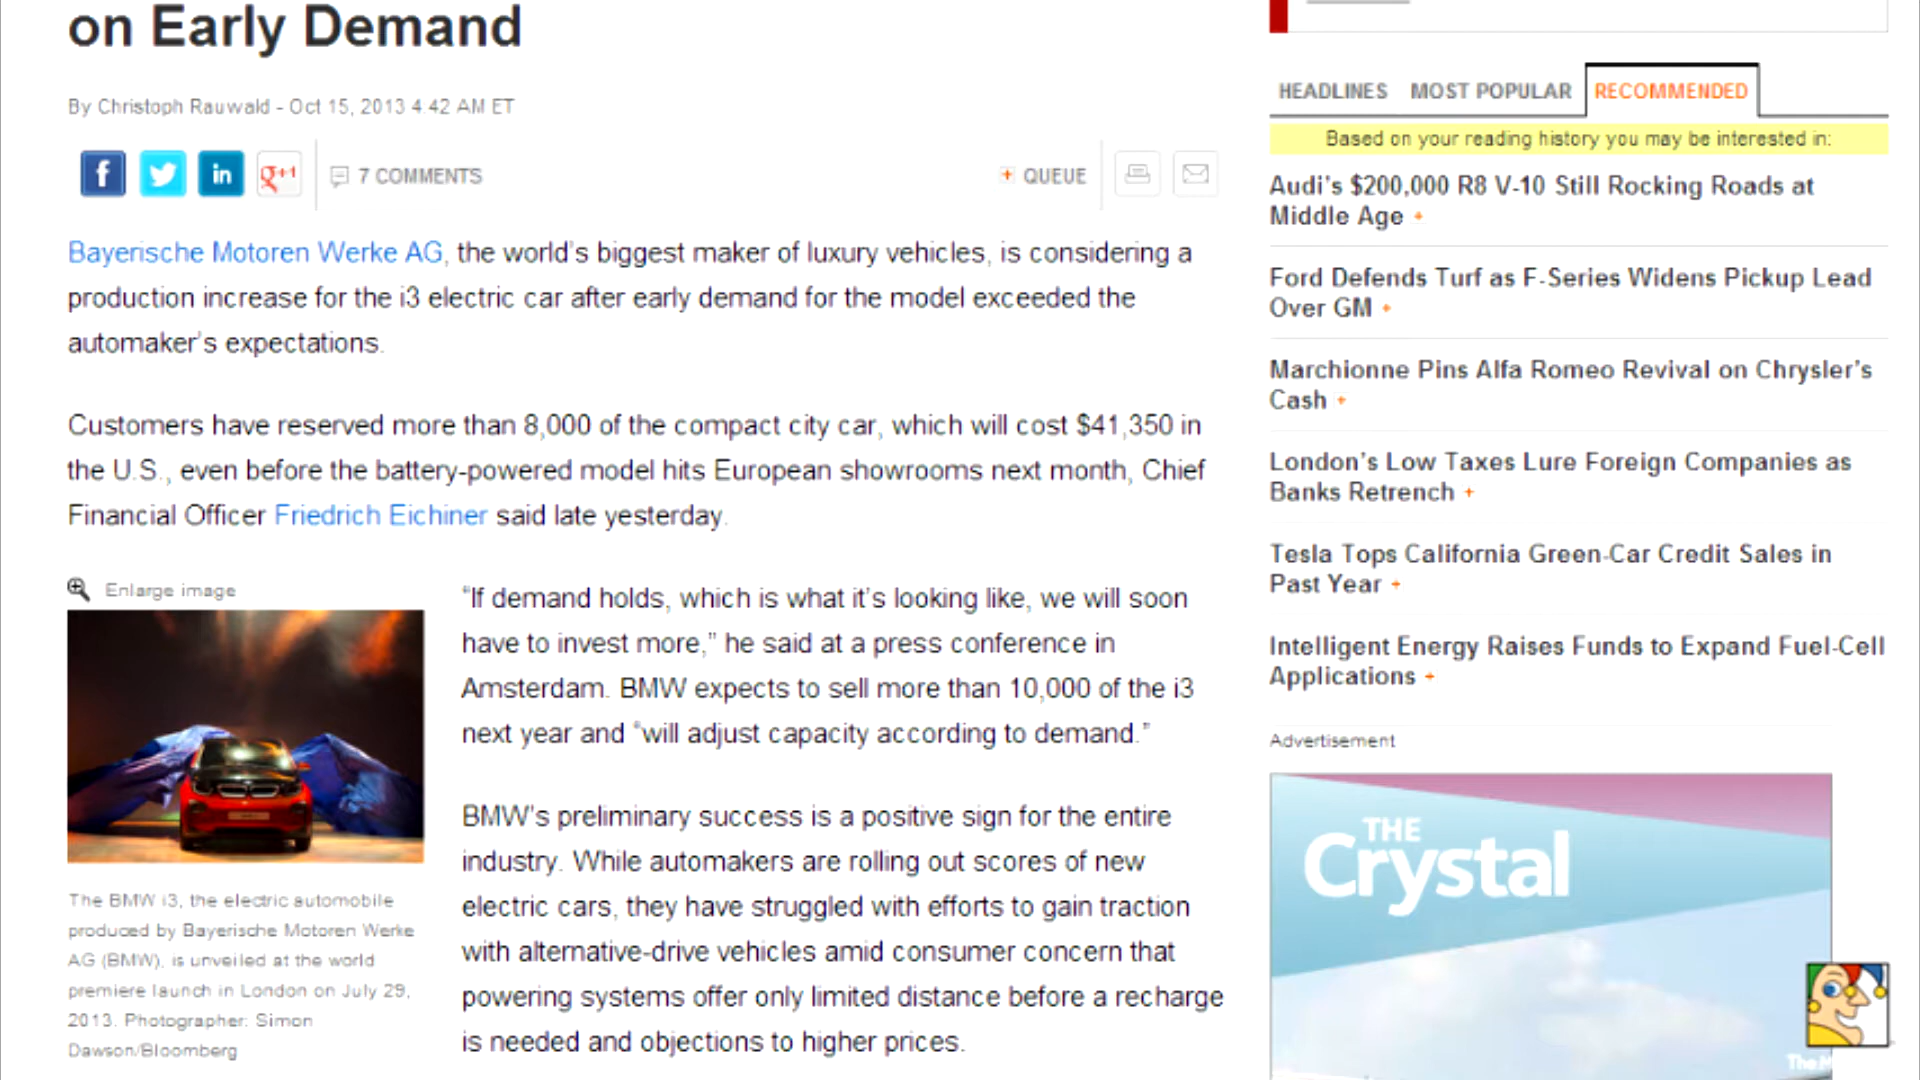 on Early Demand
By Christoph Rauwald - Oct 15, 2013 4:42 AM ET
f
in
g+1
7 COMMENTS
+ QUEUE
Bayerische Motoren Werke AG, the world's biggest maker of luxury vehicles, is considering a
production increase for the i3 electric car after early demand for the model exceeded the
automaker's expectations.
Customers have reserved more than 8,000 of the compact city car, which will cost $41,350 in
the U.S., even before the battery-powered model hits European showrooms next month, Chief
Financial Officer Friedrich Eichiner said late yesterday.
Enlarge image
The BMW i3, the electric automobile
produced by Bayerische Motoren Werke
AG (BMW), is unveiled at the world
premiere launch in London on July 29,
2013. Photographer: Simon
Dawson/Bloomberg
“If demand holds, which is what it's looking like, we will soon
have to invest more,” he said at a press conference in
Amsterdam. BMW expects to sell more than 10,000 of the i3
next year and “will adjust capacity according to demand.”
BMW's preliminary success is a positive sign for the entire
industry. While automakers are rolling out scores of new
electric cars, they have struggled with efforts to gain traction
with alternative-drive vehicles amid consumer concern that
powering systems offer only limited distance before a recharge
is needed and objections to higher prices.
HEADLINES MOST POPULAR RECOMMENDED
Based on your reading history you may be interested in:
Audi's $200,000 R8 V-10 Still Rocking Roads at
Middle Age +
Ford Defends Turf as F-Series Widens Pickup Lead
Over GM +
Marchionne Pins Alfa Romeo Revival on Chrysler's
Cash +
London's Low Taxes Lure Foreign Companies as
Banks Retrench +
Tesla Tops California Green-Car Credit Sales in
Past Year +
Intelligent Energy Raises Funds to Expand Fuel-Cell
Applications +
Advertisement
THE
Crystal